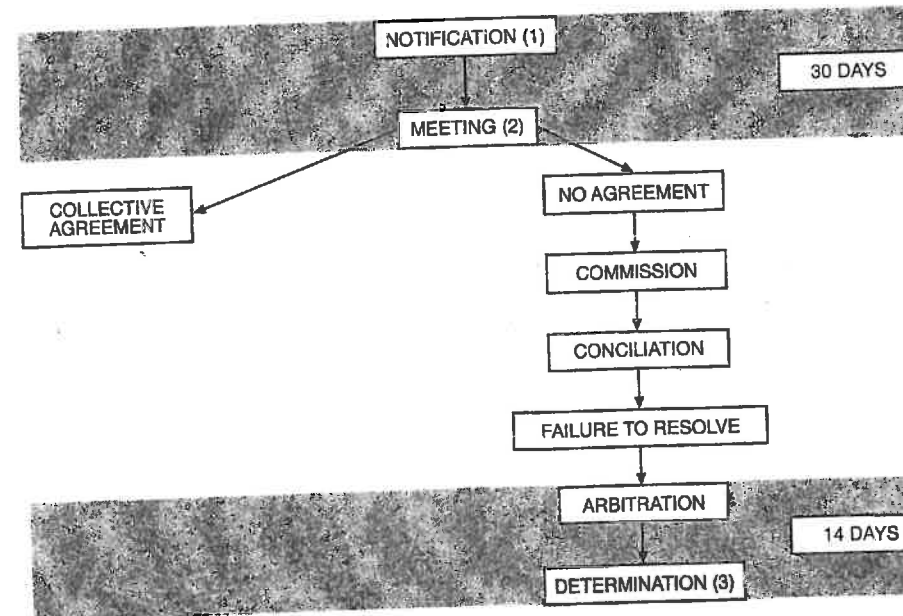 NOTIFICATION (1)
30 DAYS
MEETING (2)
COLLECTIVE
AGREEMENT
NO AGREEMENT
COMMISSION
CONCILIATION
FAILURE TO RESOLVE
ARBITRATION
14 DAYS
DETERMINATION (3)